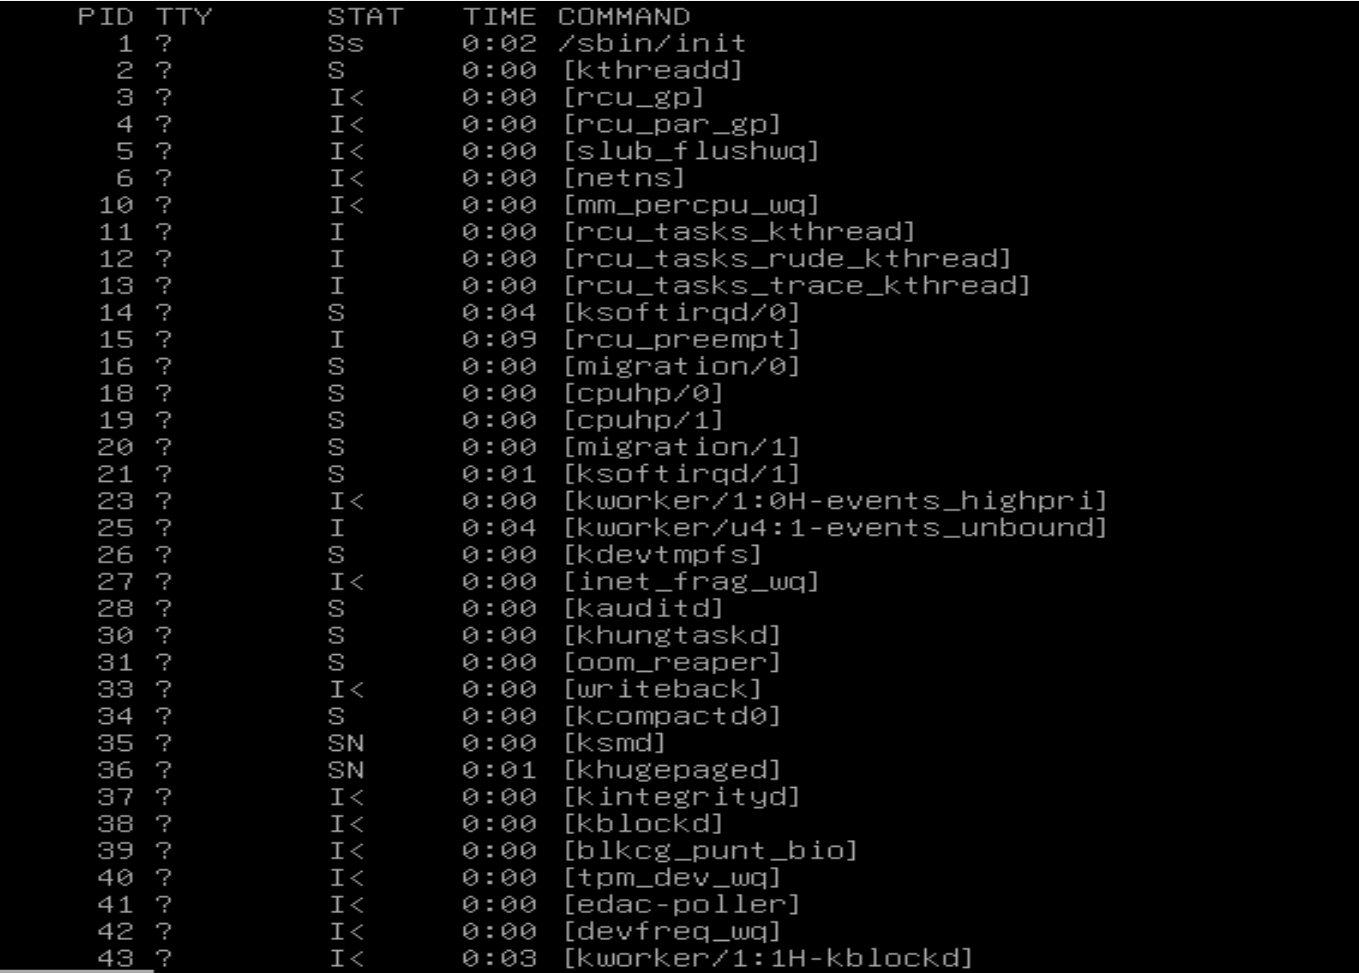 PID TTY STAT TIME COMMAND
1 ? Ss 0:02 /sbin/init
2 ? S 0:00 [kthreadd]
3 ? I< 0:00 [rcu_gp]
4 ? I< 0:00 [rcu_par_gp]
5 ? I< 0:00 [slub_flushwq]
6 ? I< 0:00 [netns]
10 ? I< 0:00 [mm_percpu_wq]
11 ? I 0:00 [rcu_tasks_kthread]
12 ? I 0:00 [rcu_tasks_rude_kthread]
13 ? I 0:00 [rcu_tasks_trace_kthread]
14 ? S 0:04 [ksoftirqd/0]
15 ? I 0:09 [rcu_preempt]
16 ? S 0:00 [migration/0]
18 ? S 0:00 [cpuhp/0]
19 ? S 0:00 [cpuhp/1]
20 ? S 0:00 [migration/1]
21 ? S 0:01 [ksoftirqd/1]
23 ? I< 0:00 [kworker/1:0H-events_highpri]
25 ? I 0:04 [kworker/u4:1-events_unbound]
26 ? S 0:00 [kdevtmpfs]
27 ? I< 0:00 [inet_frag_wq]
28 ? S 0:00 [kauditd]
30 ? S 0:00 [khungtaskd]
31 ? S 0:00 [oom_reaper]
33 ? I< 0:00 [writeback]
34 ? S 0:00 [kcompactd0]
35 ? SN 0:00 [ksmd]
36 ? SN 0:01 [khugepaged]
37 ? I< 0:00 [kintegrityd]
38 ? I< 0:00 [kblockd]
39 ? I< 0:00 [blkcg_punt_bio]
40 ? I< 0:00 [tpm_dev_wq]
41 ? I< 0:00 [edac-poller]
42 ? I< 0:00 [devfreq_wq]
43 ? I< 0:03 [kworker/1:1H-kblockd]